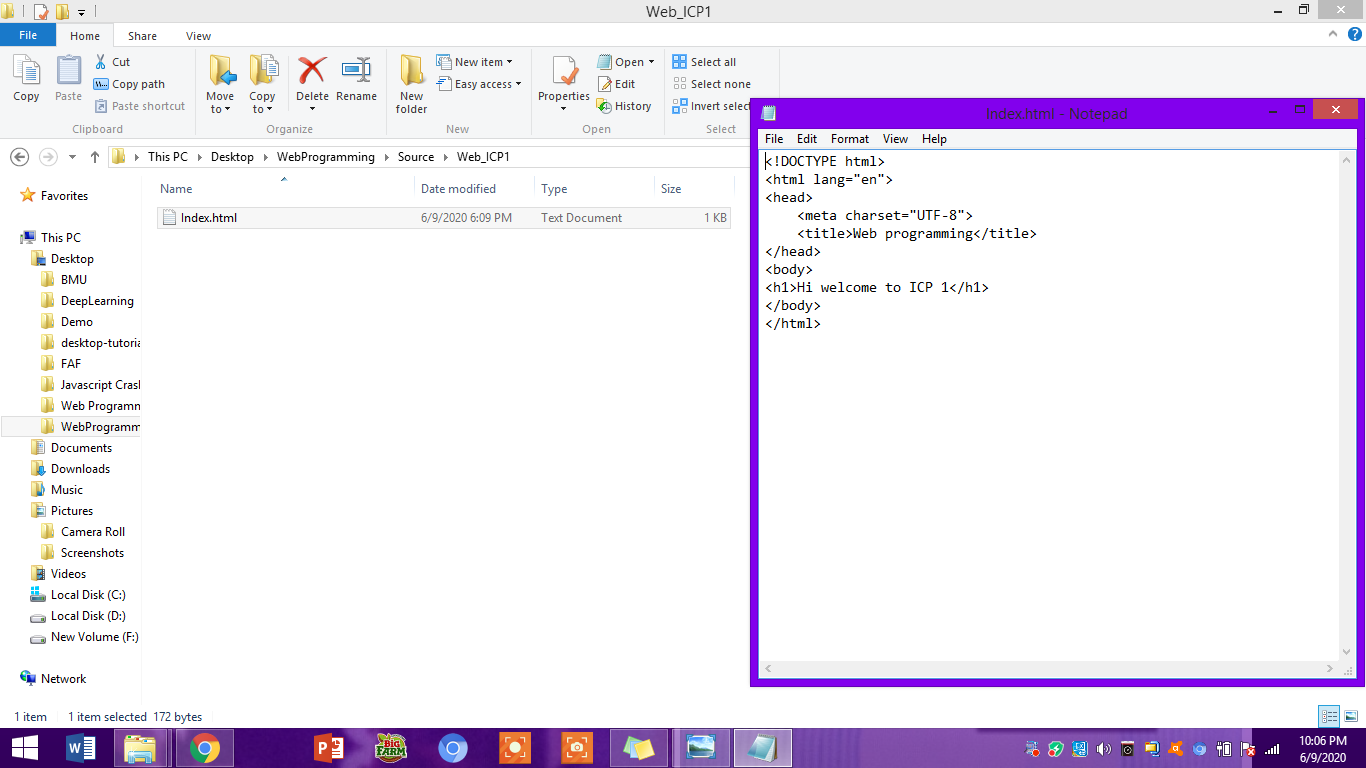 Web_ICP1
File Home Share View
Copy
Paste
Cut
Copy path
Paste shortcut
Clipboard
Move to
Copy to
Delete
Rename
Organize
New folder
New item
Easy access
New
Properties
Open
Edit
History
Open
Select all
Select none
Invert selec
Select
This PC Desktop WebProgramming Source Web_ICP1
Name Date modified Type Size
Index.html 6/9/2020 6:09 PM Text Document 1 KB
Favorites
This PC
Desktop
BMU
DeepLearning
Demo
desktop-tutoria
FAF
Javascript Crasl
Web Programn
WebProgramm
Documents
Downloads
Music
Pictures
Camera Roll
Screenshots
Videos
Local Disk (C:)
Local Disk (D:)
New Volume (F:)
Network
1 item 1 item selected 172 bytes
Index.html - Notepad
File Edit Format View Help
<!DOCTYPE html>
<html lang="en">
<head>
    <meta charset="UTF-8">
    <title>Web programming</title>
</head>
<body>
<h1>Hi welcome to ICP 1</h1>
</body>
</html>
BIG FARM
10:06 PM
6/9/2020